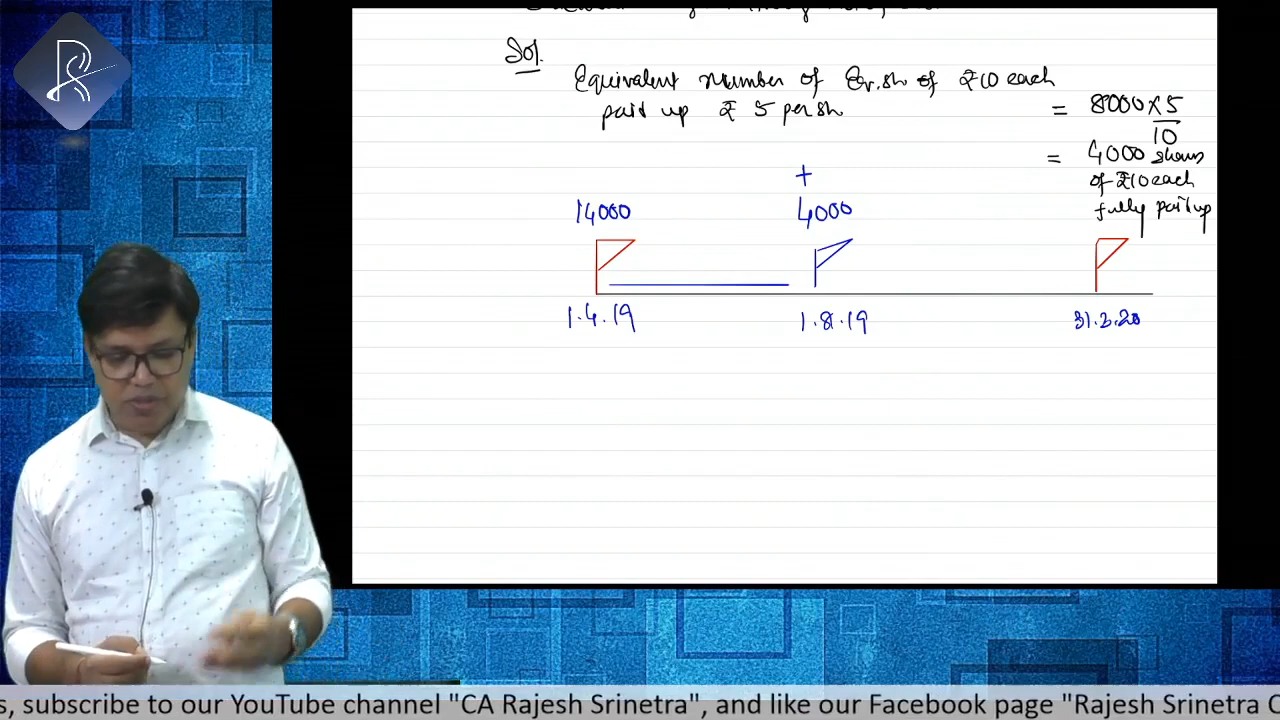 Sol.
Equivalent number of Eq.sh of ₹10 each
paid up ₹ 5 per sh
= 8000 x 5
10
= 4000 shares
of ₹10 each
fully paid up
+
14000
4000
1.4.19
1.8.19
31.3.20
s, subscribe to our YouTube channel "CA Rajesh Srinetra", and like our Facebook page "Rajesh Srinetra C